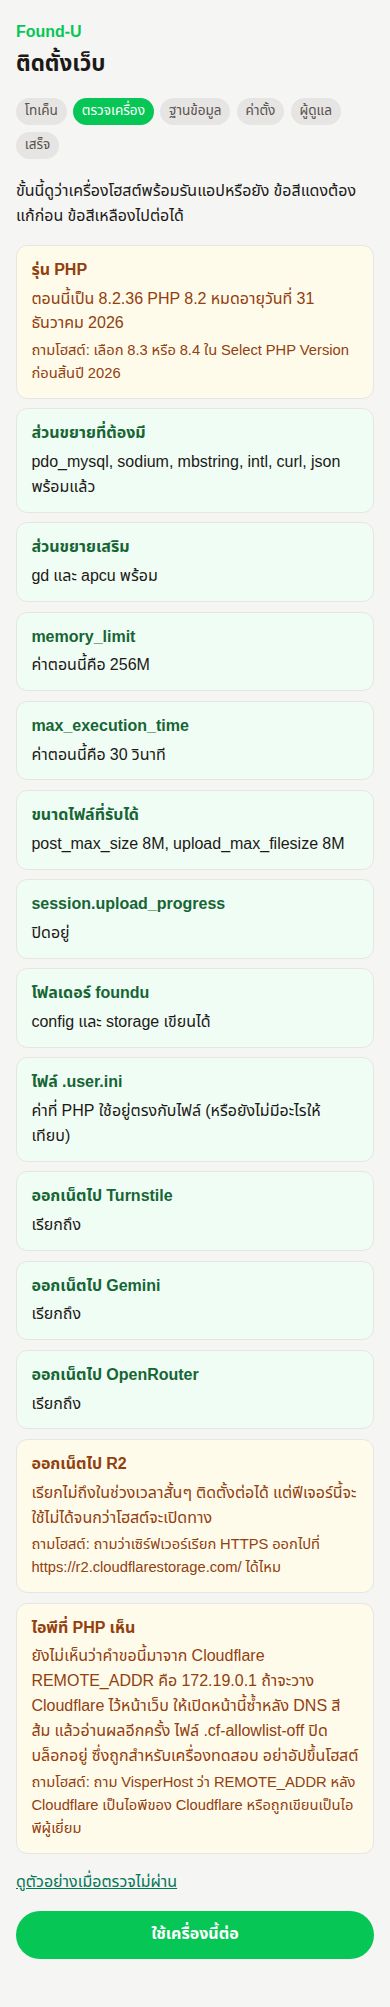 Found-U
ติดตั้งเว็บ
โทเค็น
ตรวจเครื่อง
ฐานข้อมูล
ค่าตั้ง
ผู้ดูแล
เสร็จ
ขั้นนี้ดูว่าเครื่องโฮสต์พร้อมรันแอปหรือยัง ข้อสีแดงต้อง
แก้ก่อน ข้อสีเหลืองไปต่อได้
รุ่น PHP
ตอนนี้เป็น 8.2.36 PHP 8.2 หมดอายุวันที่ 31
ธันวาคม 2026
ถามโฮสต์: เลือก 8.3 หรือ 8.4 ใน Select PHP Version
ก่อนสิ้นปี 2026
ส่วนขยายที่ต้องมี
pdo_mysql, sodium, mbstring, intl, curl, json
พร้อมแล้ว
ส่วนขยายเสริม
gd และ apcu พร้อม
memory_limit
ค่าตอนนี้คือ 256M
max_execution_time
ค่าตอนนี้คือ 30 วินาที
ขนาดไฟล์ที่รับได้
post_max_size 8M, upload_max_filesize 8M
session.upload_progress
ปิดอยู่
โฟลเดอร์ foundu
config และ storage เขียนได้
ไฟล์ .user.ini
ค่าที่ PHP ใช้อยู่ตรงกับไฟล์ (หรือยังไม่มีอะไรให้
เทียบ)
ออกเน็ตไป Turnstile
เรียกถึง
ออกเน็ตไป Gemini
เรียกถึง
ออกเน็ตไป OpenRouter
เรียกถึง
ออกเน็ตไป R2
เรียกไม่ถึงในช่วงเวลาสั้นๆ ติดตั้งต่อได้ แต่ฟีเจอร์นี้จะ
ใช้ไม่ได้จนกว่าโฮสต์จะเปิดทาง
ถามโฮสต์: ถามว่าเซิร์ฟเวอร์เรียก HTTPS ออกไปที่
https://r2.cloudflarestorage.com/ ได้ไหม
ไอพีที่ PHP เห็น
ยังไม่เห็นว่าคำขอนี้มาจาก Cloudflare
REMOTE_ADDR คือ 172.19.0.1 ถ้าจะวาง
Cloudflare ไว้หน้าเว็บ ให้เปิดหน้านี้ซ้ำหลัง DNS สี
ส้ม แล้วอ่านผลอีกครั้ง ไฟล์ .cf-allowlist-off ปิด
บล็อกอยู่ ซึ่งถูกสำหรับเครื่องทดสอบ อย่าอัปขึ้นโฮสต์
ถามโฮสต์: ถาม VisperHost ว่า REMOTE_ADDR หลัง
Cloudflare เป็นไอพีของ Cloudflare หรือถูกเขียนเป็นไอ
พีผู้เยี่ยม
ดูตัวอย่างเมื่อตรวจไม่ผ่าน
ใช้เครื่องนี้ต่อ